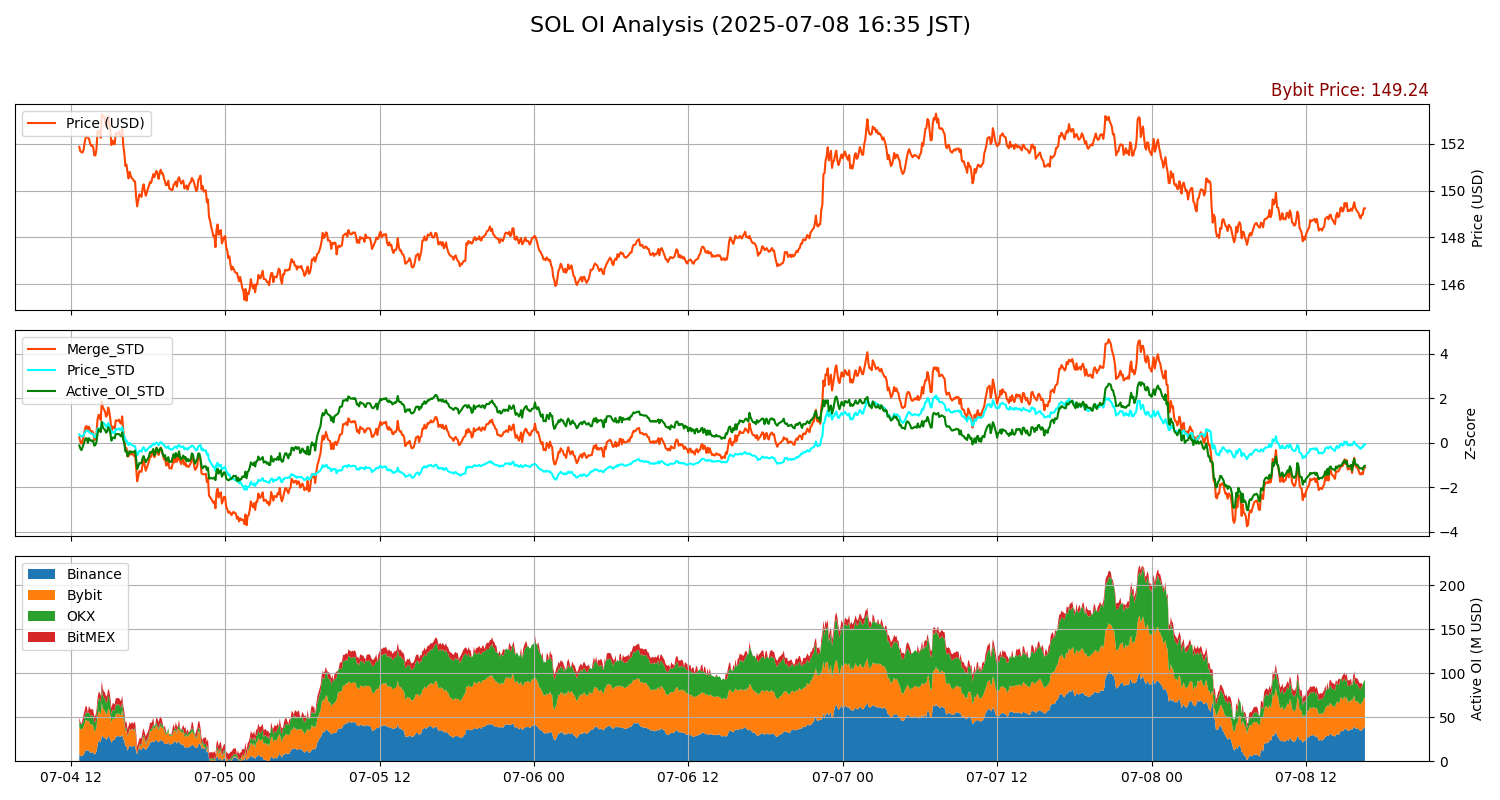 SOL OI Analysis (2025-07-08 16:35 JST)
Bybit Price: 149.24
Price (USD)
152
150
148
146
Price (USD)
Merge_STD
Price_STD
Active_OI_STD
4
2
0
−2
−4
Z-Score
Binance
Bybit
OKX
BitMEX
200
150
100
50
0
Active OI (M USD)
07-04 12 07-05 00 07-05 12 07-06 00 07-06 12 07-07 00 07-07 12 07-08 00 07-08 12